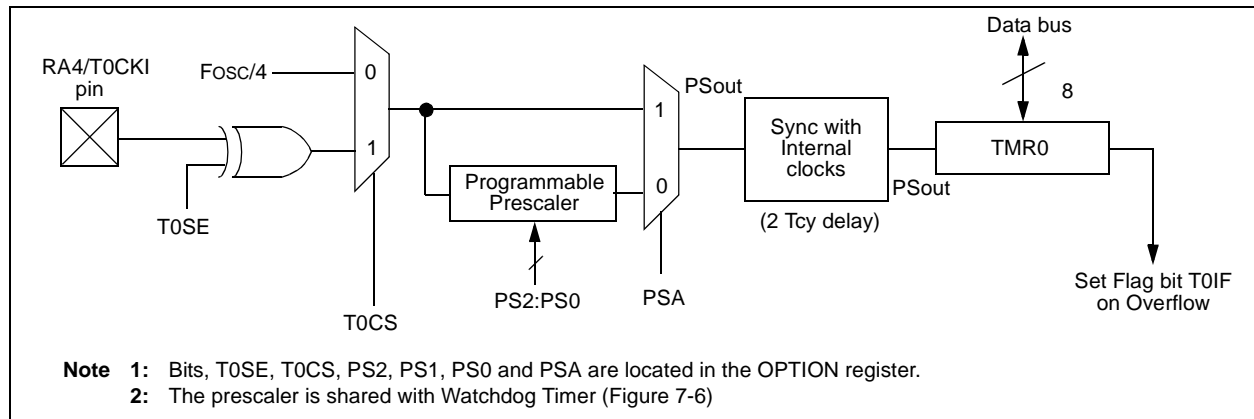 Data bus
RA4/T0CKI
pin
FOSC/4
0
1
PSout
1
0
8
Sync with
Internal
clocks
TMR0
Programmable
Prescaler
PSout
(2 Tcy delay)
T0SE
PS2:PS0
PSA
T0CS
Set Flag bit T0IF
on Overflow
Note 1: Bits, T0SE, T0CS, PS2, PS1, PS0 and PSA are located in the OPTION register.
2: The prescaler is shared with Watchdog Timer (Figure 7-6)